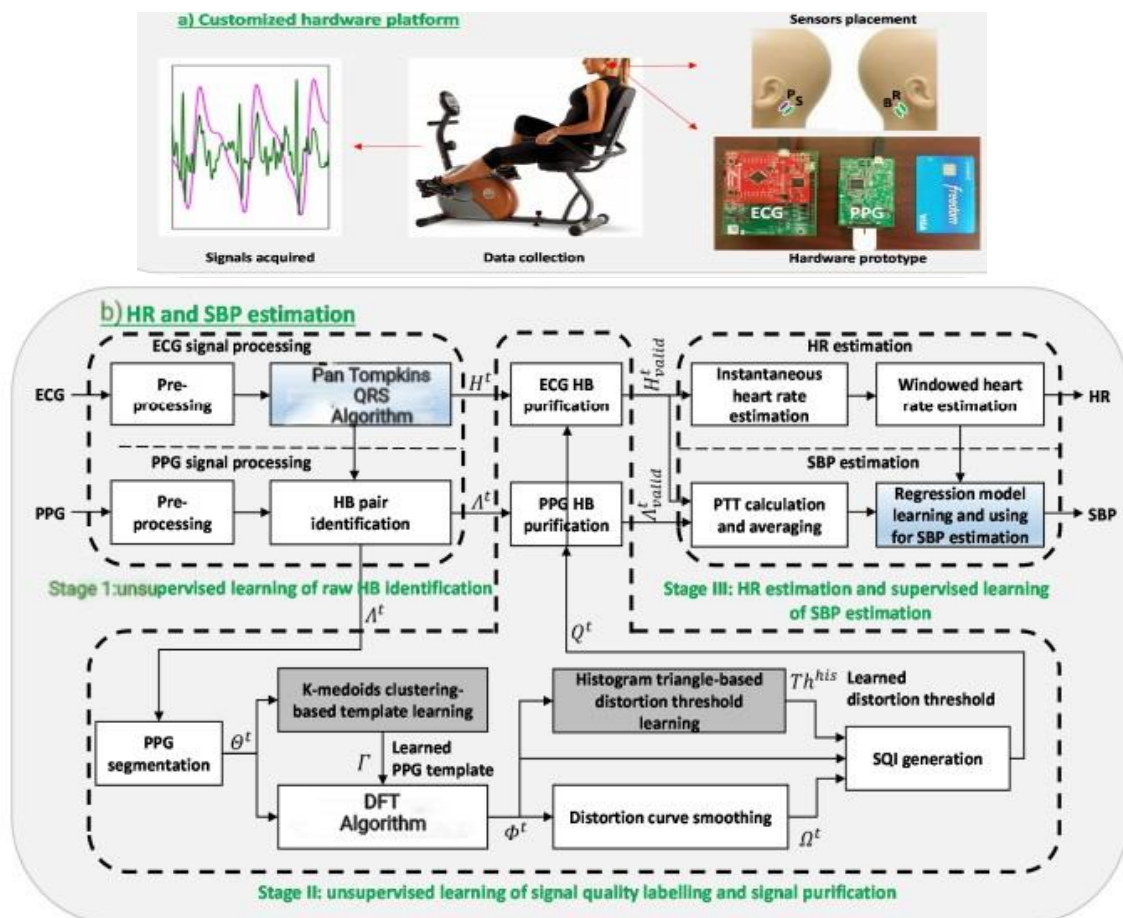 a) Customized hardware platform
Sensors placement
P
S
R
B
ECG
PPG
freedom
VISA
Signals acquired
Data collection
Hardware prototype
b) HR and SBP estimation
ECG signal processing
HR estimation
ECG
Pre-
processing
Pan Tompkins
QRS
Algorithm
H^t
ECG HB
purification
H^t_valid
Instantaneous
heart rate
estimation
Windowed heart
rate estimation
HR
PPG signal processing
SBP estimation
PPG
Pre-
processing
HB pair
identification
Λ^t
PPG HB
purification
Λ^t_valid
PTT calculation
and averaging
Regression model
learning and using
for SBP estimation
SBP
Stage 1:unsupervised learning of raw HB identification
Stage III: HR estimation and supervised learning
of SBP estimation
Λ^t
Q^t
K-medoids clustering-
based template learning
Histogram triangle-based
distortion threshold
learning
Th^his
Learned
distortion threshold
PPG
segmentation
Θ^t
Γ
Learned
PPG template
SQI generation
DFT
Algorithm
Φ^t
Distortion curve smoothing
Ω^t
Stage II: unsupervised learning of signal quality labelling and signal purification